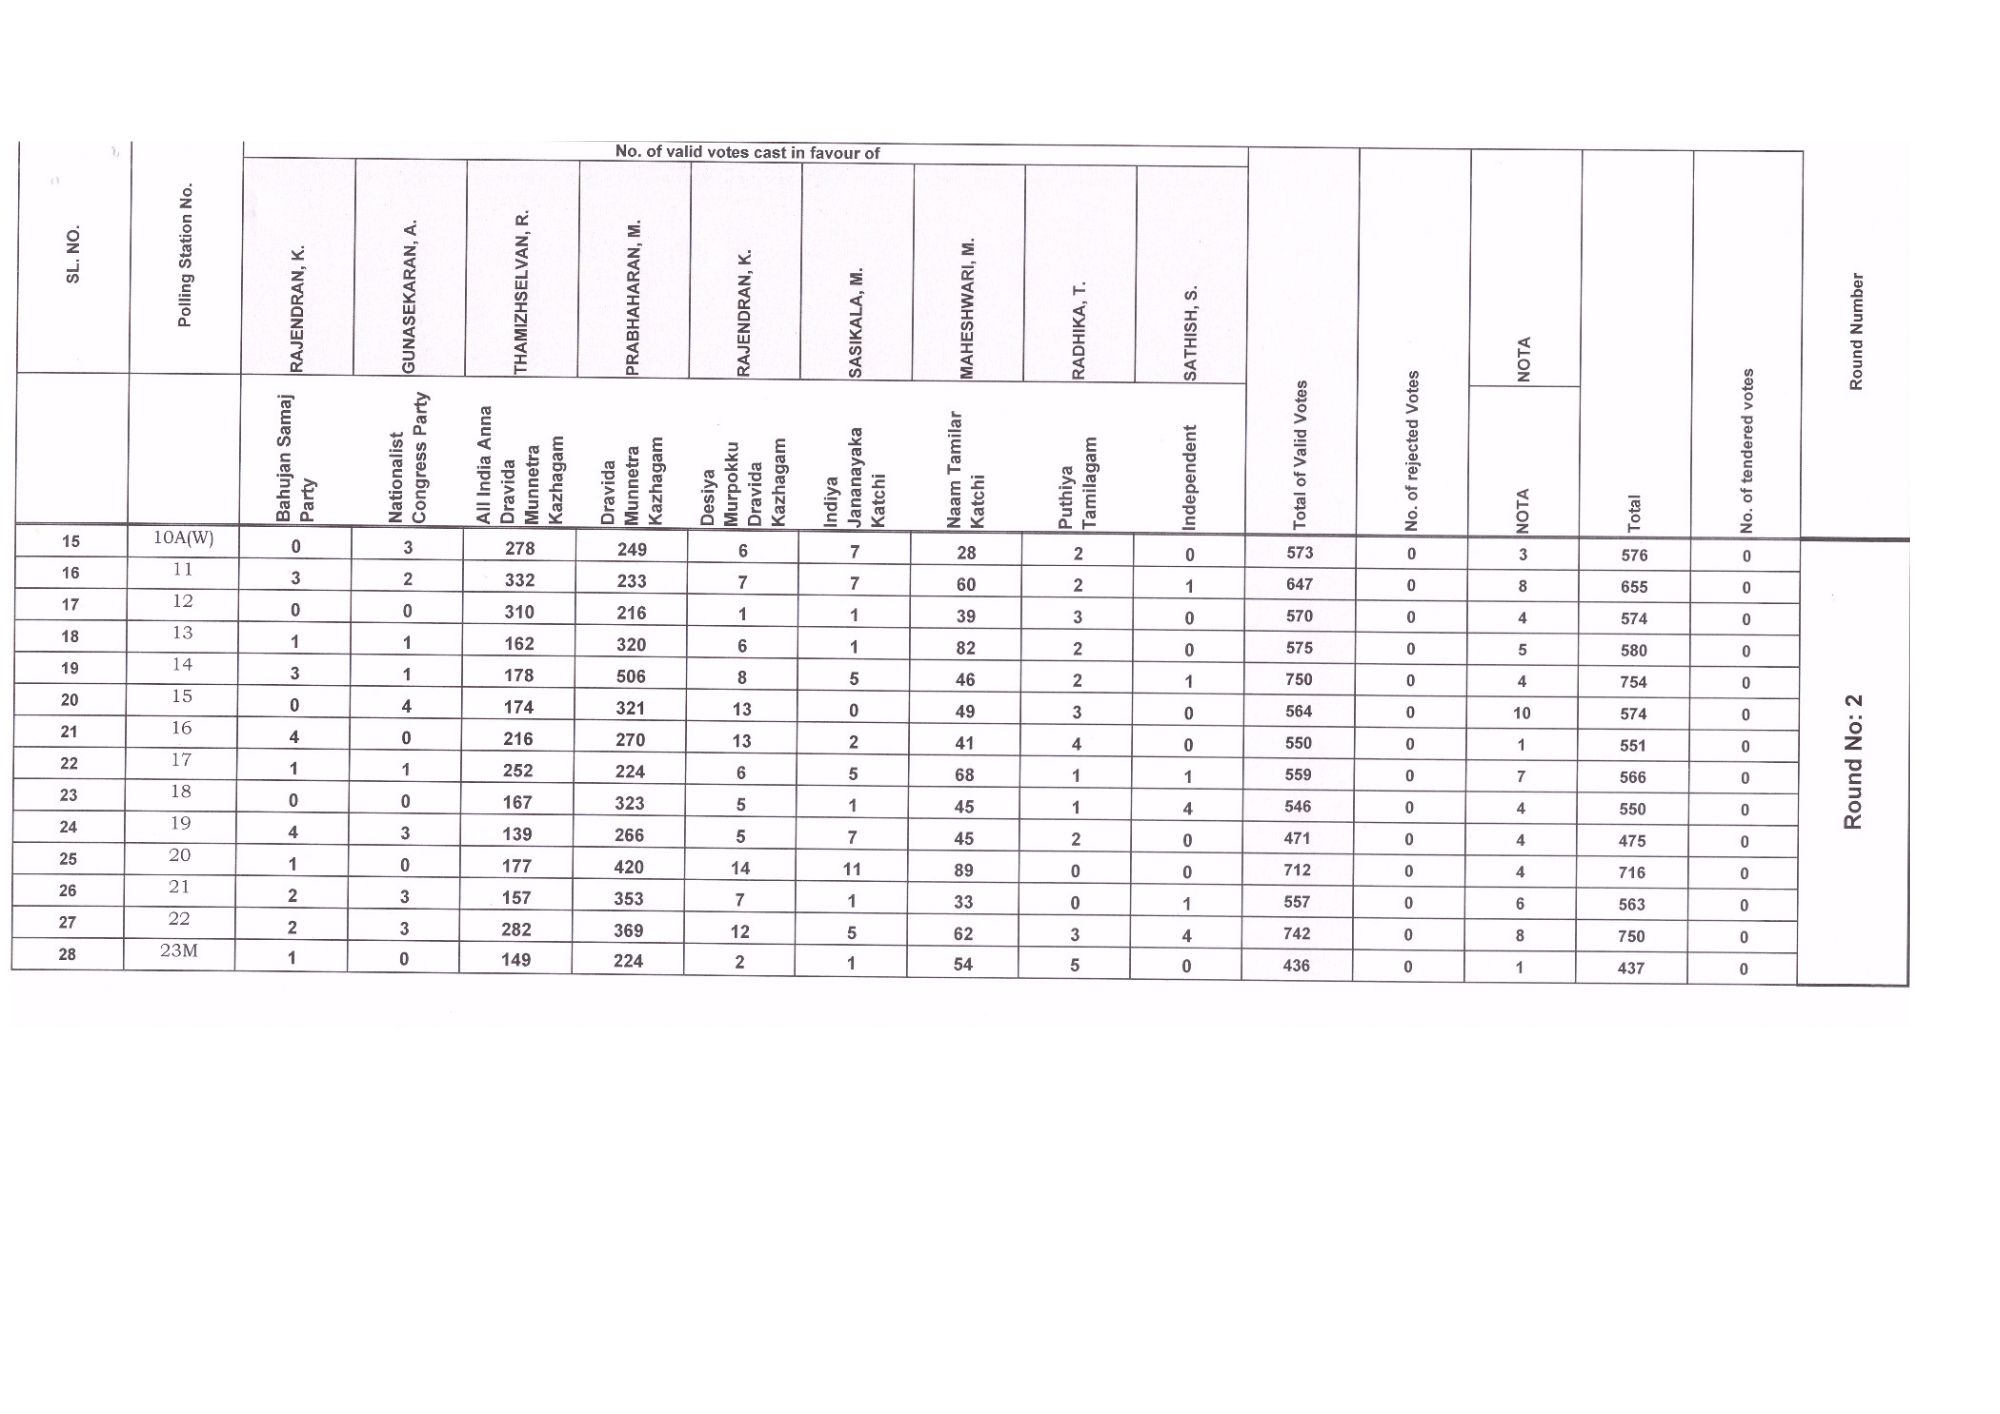 No. of valid votes cast in favour of
SL. NO.
Polling Station No.
RAJENDRAN, K.
GUNASEKARAN, A.
THAMIZHSELVAN, R.
PRABHAHARAN, M.
RAJENDRAN, K.
SASIKALA, M.
MAHESHWARI, M.
RADHIKA, T.
SATHISH, S.
Total of Valid Votes
No. of rejected Votes
NOTA
Total
No. of tendered votes
Round Number
Bahujan Samaj
Party
Nationalist
Congress Party
All India Anna
Dravida
Munnetra
Kazhagam
Dravida
Munnetra
Kazhagam
Desiya
Murpokku
Dravida
Kazhagam
Indiya
Jananayaka
Katchi
Naam Tamilar
Katchi
Puthiya
Tamilagam
Independent
NOTA
15 10A(W) 0 3 278 249 6 7 28 2 0 573 0 3 576 0
16 11 3 2 332 233 7 7 60 2 1 647 0 8 655 0
17 12 0 0 310 216 1 1 39 3 0 570 0 4 574 0
18 13 1 1 162 320 6 1 82 2 0 575 0 5 580 0
19 14 3 1 178 506 8 5 46 2 1 750 0 4 754 0
20 15 0 4 174 321 13 0 49 3 0 564 0 10 574 0
21 16 4 0 216 270 13 2 41 4 0 550 0 1 551 0
22 17 1 1 252 224 6 5 68 1 1 559 0 7 566 0
23 18 0 0 167 323 5 1 45 1 4 546 0 4 550 0
24 19 4 3 139 266 5 7 45 2 0 471 0 4 475 0
25 20 1 0 177 420 14 11 89 0 0 712 0 4 716 0
26 21 2 3 157 353 7 1 33 0 1 557 0 6 563 0
27 22 2 3 282 369 12 5 62 3 4 742 0 8 750 0
28 23M 1 0 149 224 2 1 54 5 0 436 0 1 437 0
Round No: 2